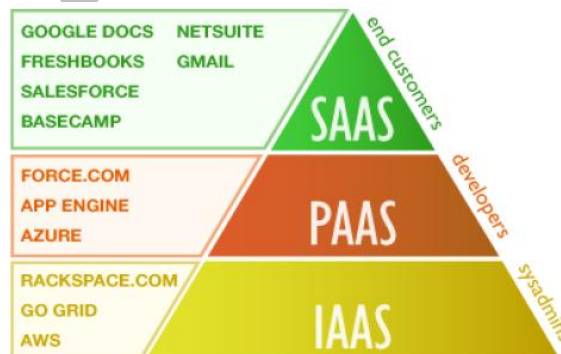 GOOGLE DOCS NETSUITE
FRESHBOOKS GMAIL
SALESFORCE
BASECAMP
SAAS
end customers
FORCE.COM
APP ENGINE
AZURE
PAAS
developers
RACKSPACE.COM
GO GRID
AWS
IAAS
sysadmins